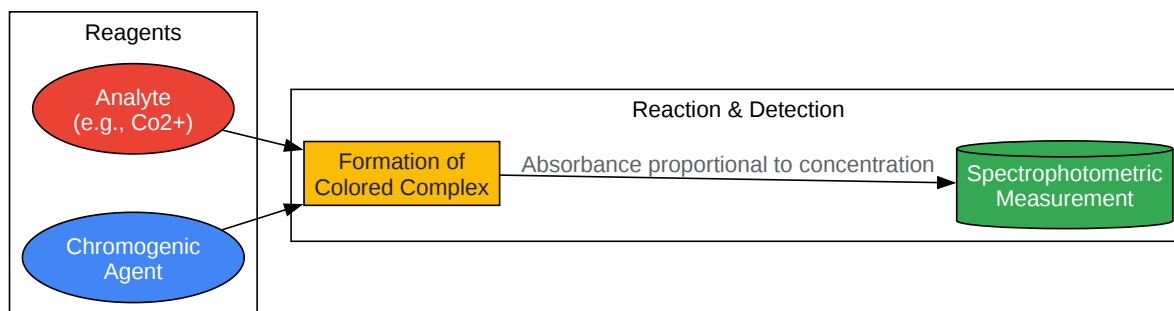 Reagents
Analyte
(e.g., Co2+)
Chromogenic
Agent
Reaction & Detection
Formation of
Colored Complex
Absorbance proportional to concentration
Spectrophotometric
Measurement